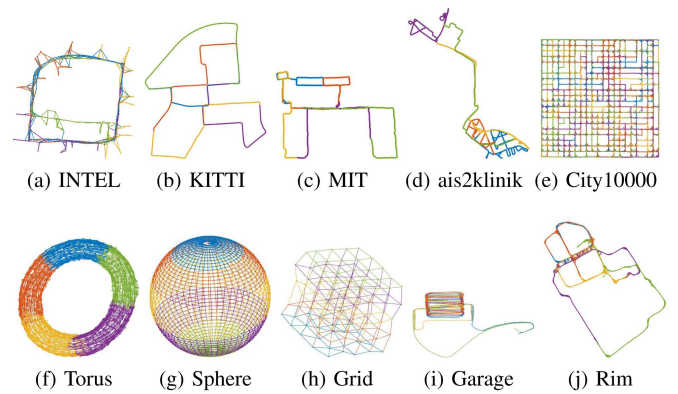 (a) INTEL (b) KITTI (c) MIT (d) ais2klinik (e) City10000
(f) Torus (g) Sphere (h) Grid (i) Garage (j) Rim